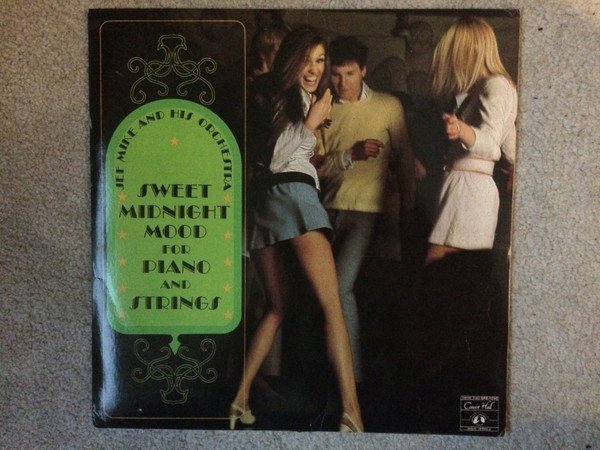 JEF MIKE AND HIS ORCHESTRA
SWEET
MIDNIGHT
MOOD
FOR
PIANO
AND
STRINGS
Concert Hall